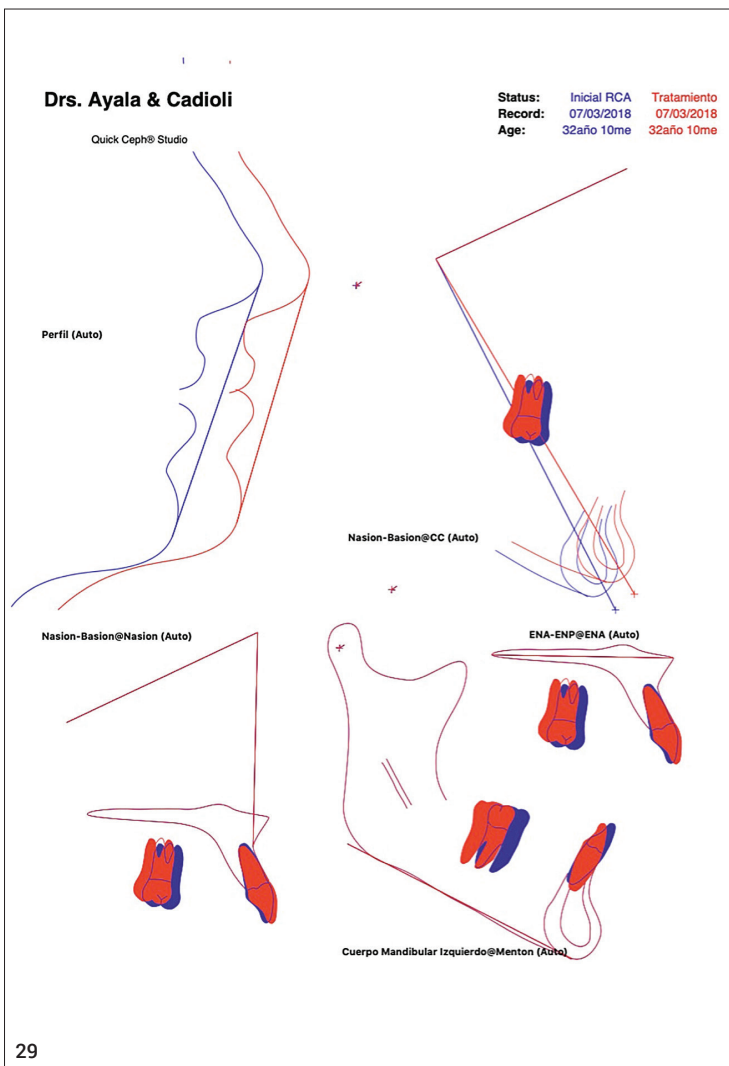 Drs. Ayala & Cadioli
Quick Ceph® Studio
Status: Inicial RCA Tratamiento
Record: 07/03/2018 07/03/2018
Age: 32año 10me 32año 10me
Perfil (Auto)
Nasion-Basion@CC (Auto)
Nasion-Basion@Nasion (Auto)
ENA-ENP@ENA (Auto)
Cuerpo Mandibular Izquierdo@Menton (Auto)
29